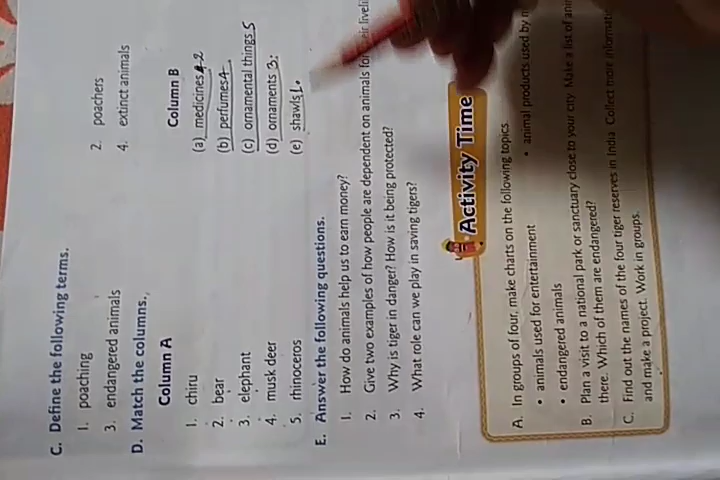 C. Define the following terms.
1. poaching 2. poachers
3. endangered animals 4. extinct animals
D. Match the columns.
Column A Column B
1. chiru (a) medicines 2
2. bear (b) perfumes 4
3. elephant (c) ornamental things 5
4. musk deer (d) ornaments 3
5. rhinoceros (e) shawls 1
E. Answer the following questions.
1. How do animals help us to earn money?
2. Give two examples of how people are dependent on animals for their
3. Why is tiger in danger? How is it being protected?
4. What role can we play in saving tigers?
Activity Time
A. In groups of four, make charts on the following topics.
• animals used for entertainment • animal products used by
• endangered animals
B. Plan a visit to a national park or sanctuary close to your city. Make a list of
there. Which of them are endangered?
C. Find out the names of the four tiger reserves in India. Collect more
and make a project. Work in groups.